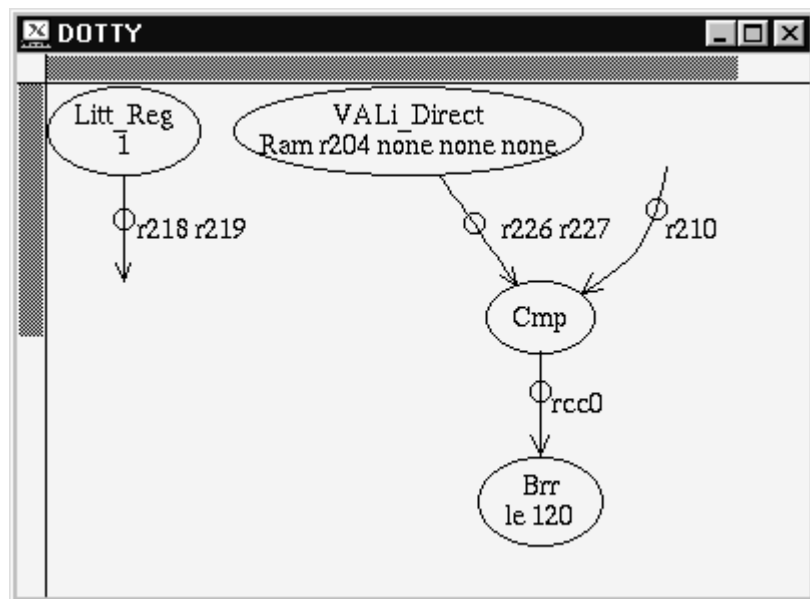 DOTTY
Litt_Reg
1
VALi_Direct
Ram r204 none none none
r218 r219
r226 r227
r210
Cmp
rcc0
Brr
le 120